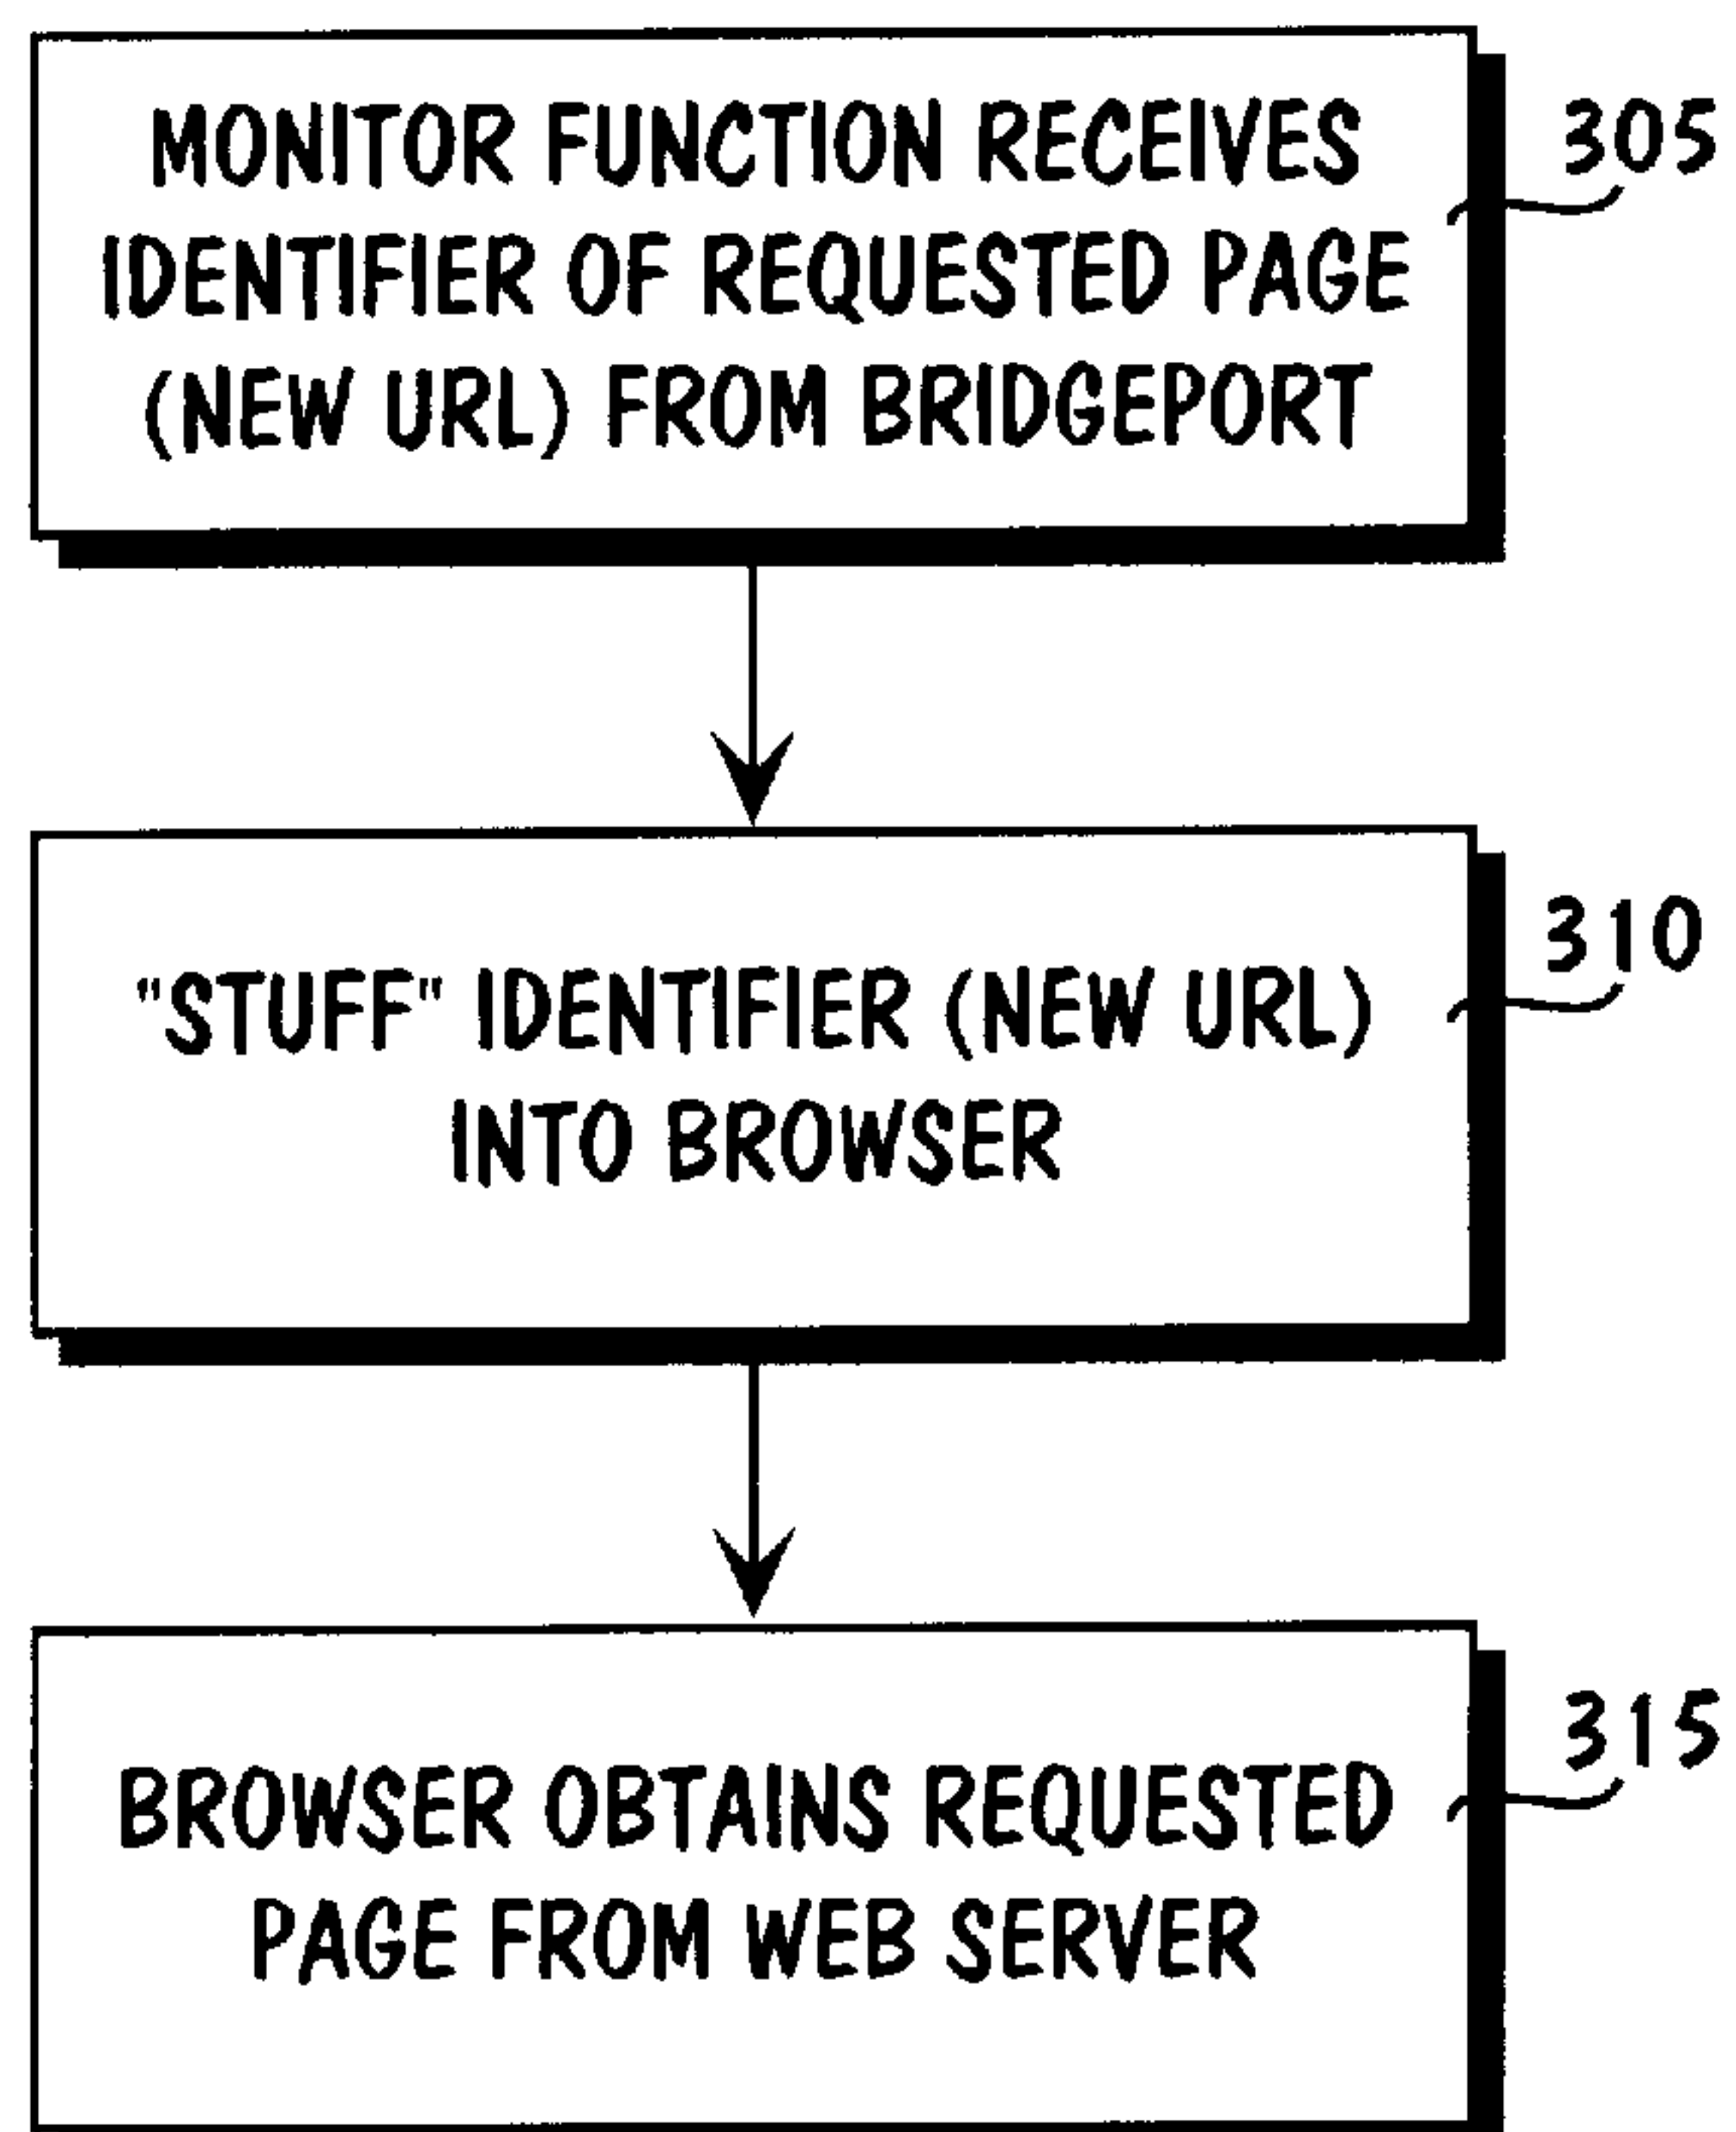 MONITOR FUNCTION RECEIVES
IDENTIFIER OF REQUESTED PAGE
(NEW URL) FROM BRIDGEPORT
305
"STUFF" IDENTIFIER (NEW URL)
INTO BROWSER
310
BROWSER OBTAINS REQUESTED
PAGE FROM WEB SERVER
315